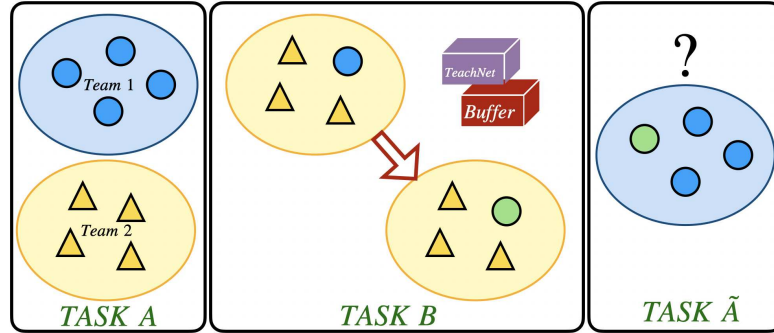 Team 1
Team 2
TASK A
TeachNet
Buffer
TASK B
?
TASK Ã